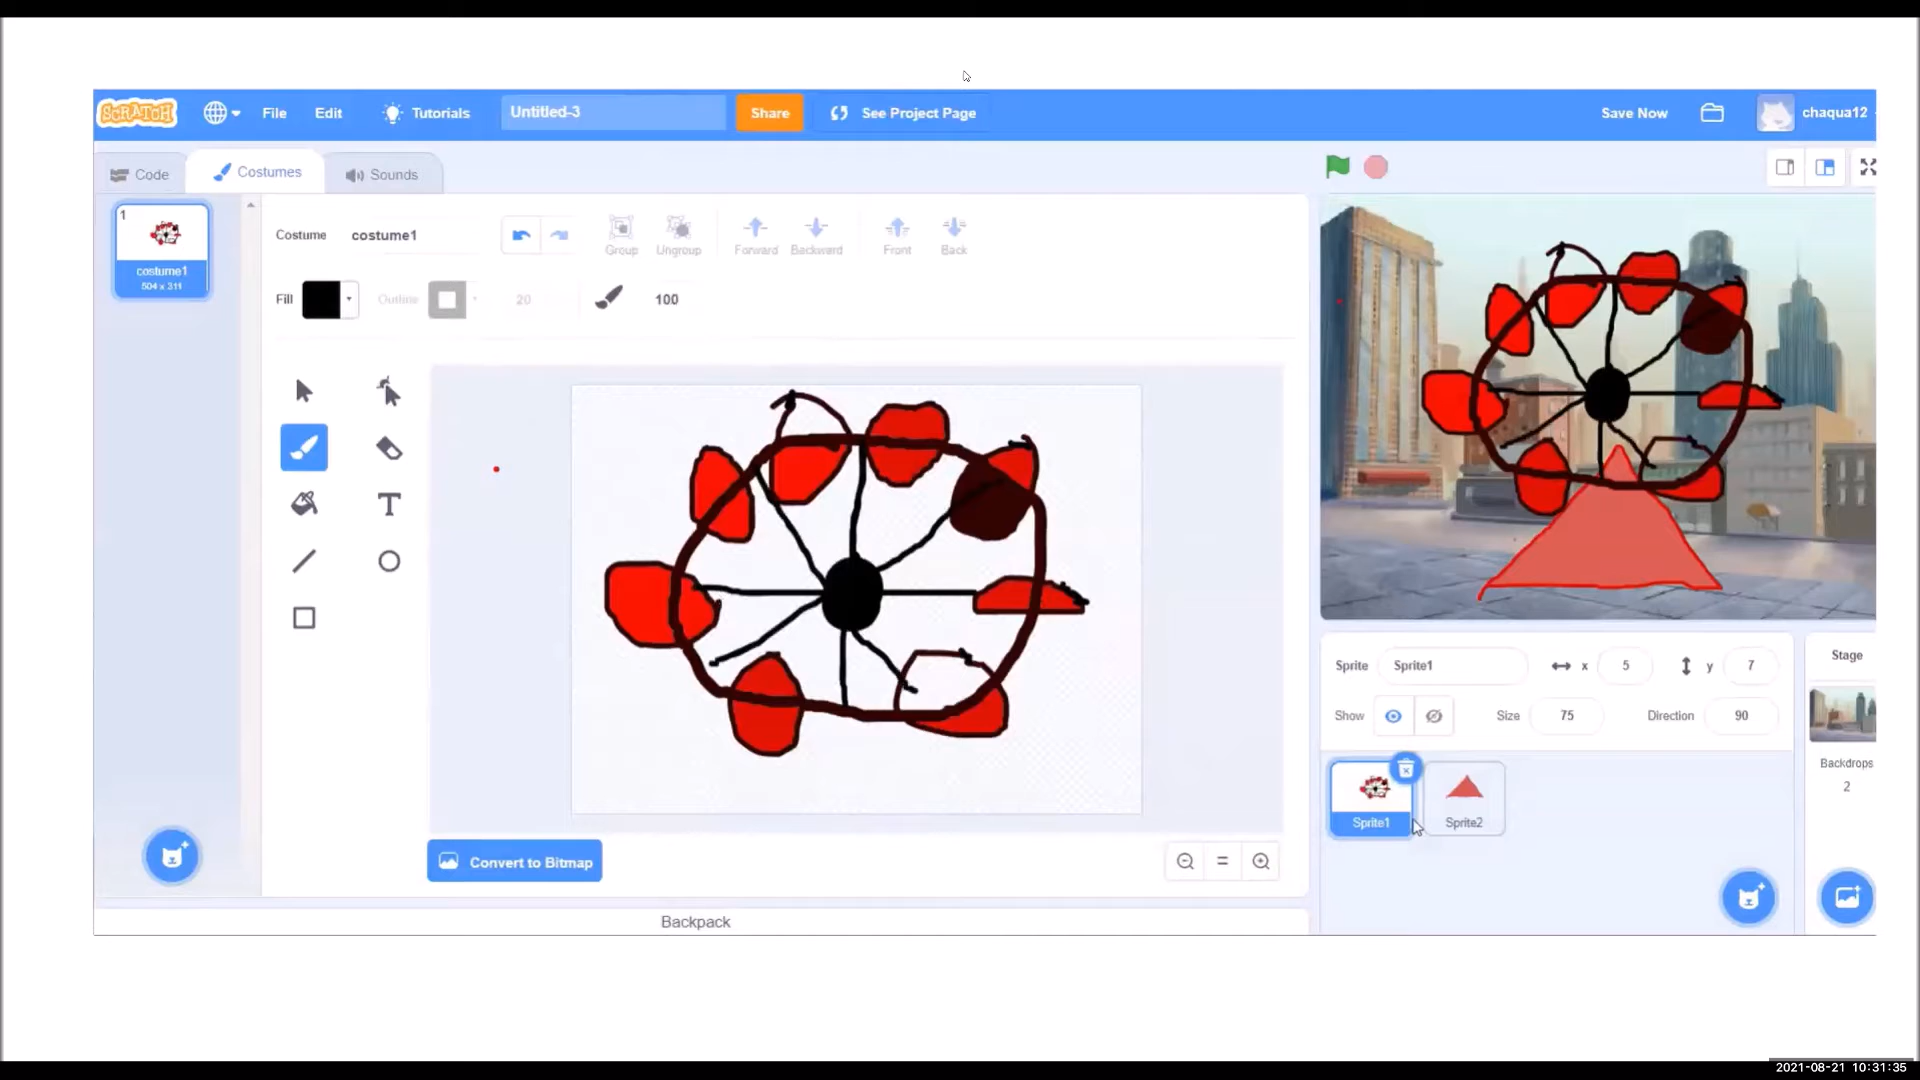 SCRATCH File Edit Tutorials Untitled-3 Share See Project Page Save Now chaqua12
Code Costumes Sounds
1
costume1
504 x 311
Costume costume1
Group Ungroup Forward Backward Front Back
Fill Outline 20 100
T
Convert to Bitmap
Backpack
Sprite Sprite1 x 5 y 7
Show Size 75 Direction 90
Sprite1 Sprite2
Stage
Backdrops
2
2021-08-21 10:31:35